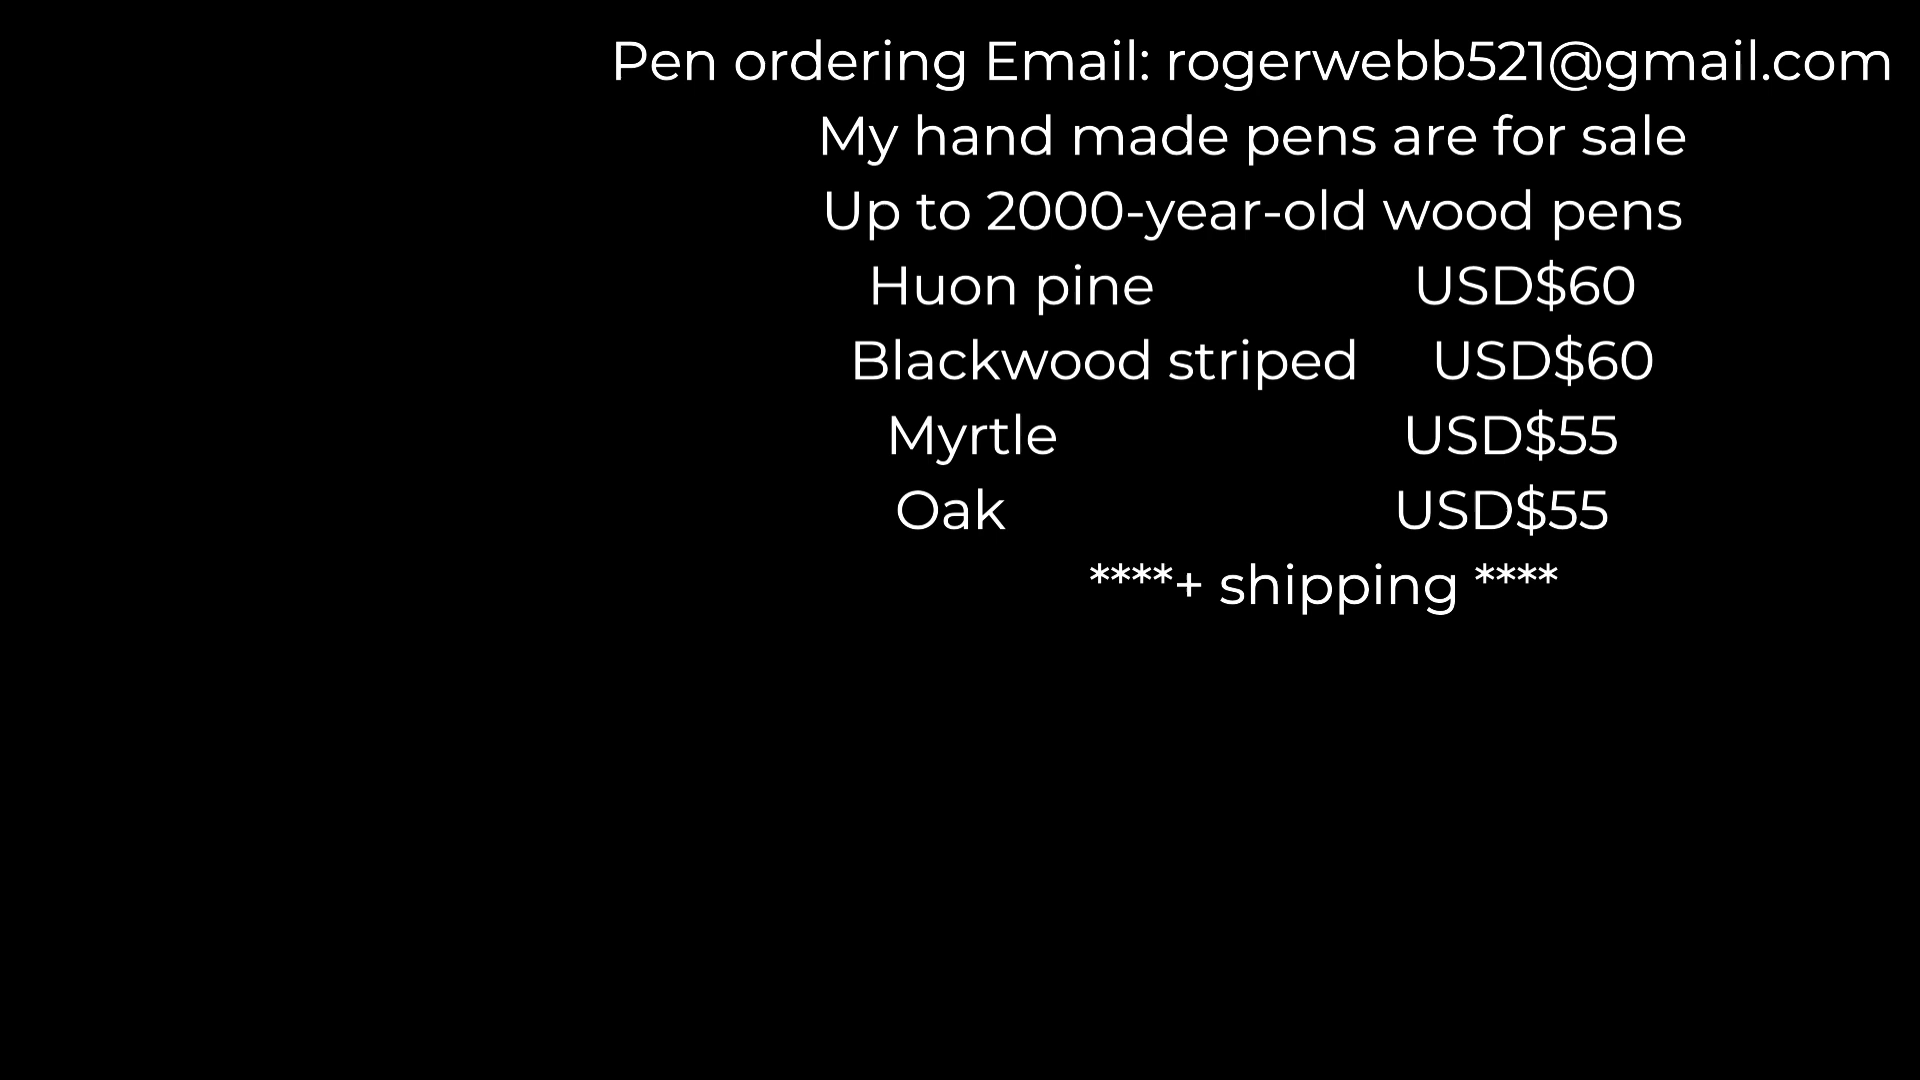 Pen ordering Email: rogerwebb521@gmail.com
My hand made pens are for sale
Up to 2000-year-old wood pens
Huon pine USD$60
Blackwood striped USD$60
Myrtle USD$55
Oak USD$55
****+ shipping ****